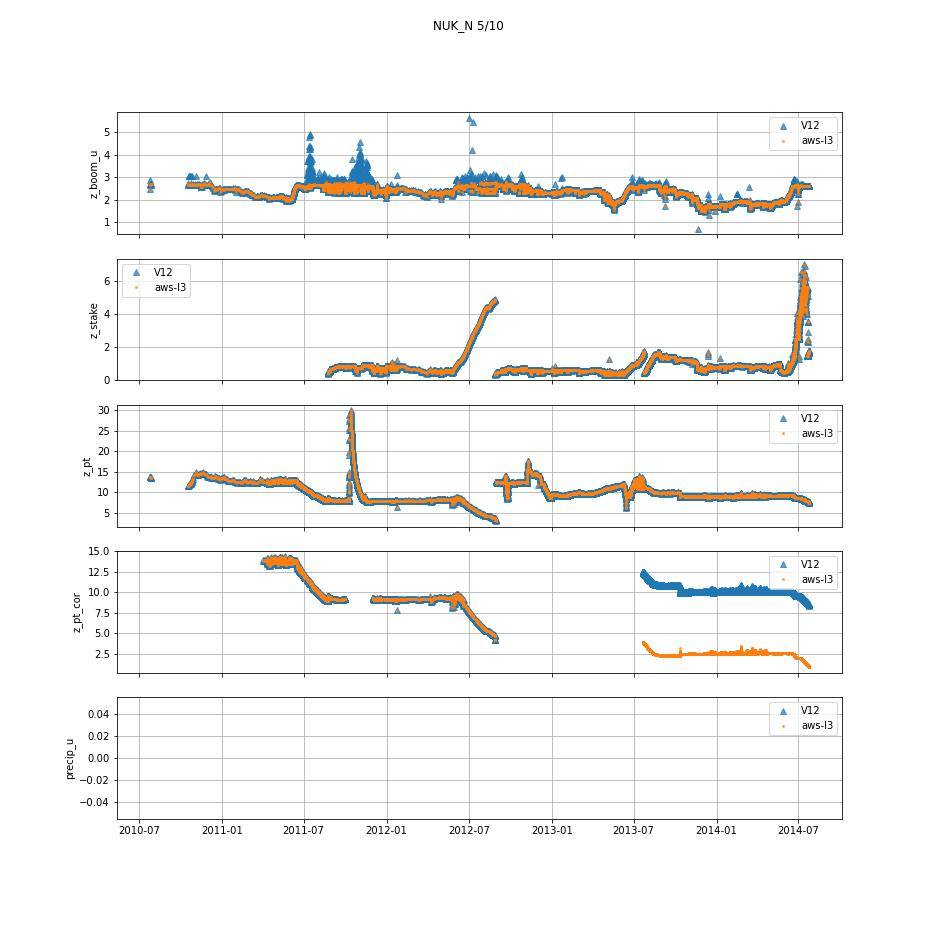 NUK_N 5/10
z_boom_u
5
4
3
2
1
V12
aws-l3
z_stake
6
4
2
0
V12
aws-l3
z_pt
30
25
20
15
10
5
V12
aws-l3
z_pt_cor
15.0
12.5
10.0
7.5
5.0
2.5
V12
aws-l3
precip_u
0.04
0.02
0.00
−0.02
−0.04
V12
aws-l3
2010-07 2011-01 2011-07 2012-01 2012-07 2013-01 2013-07 2014-01 2014-07